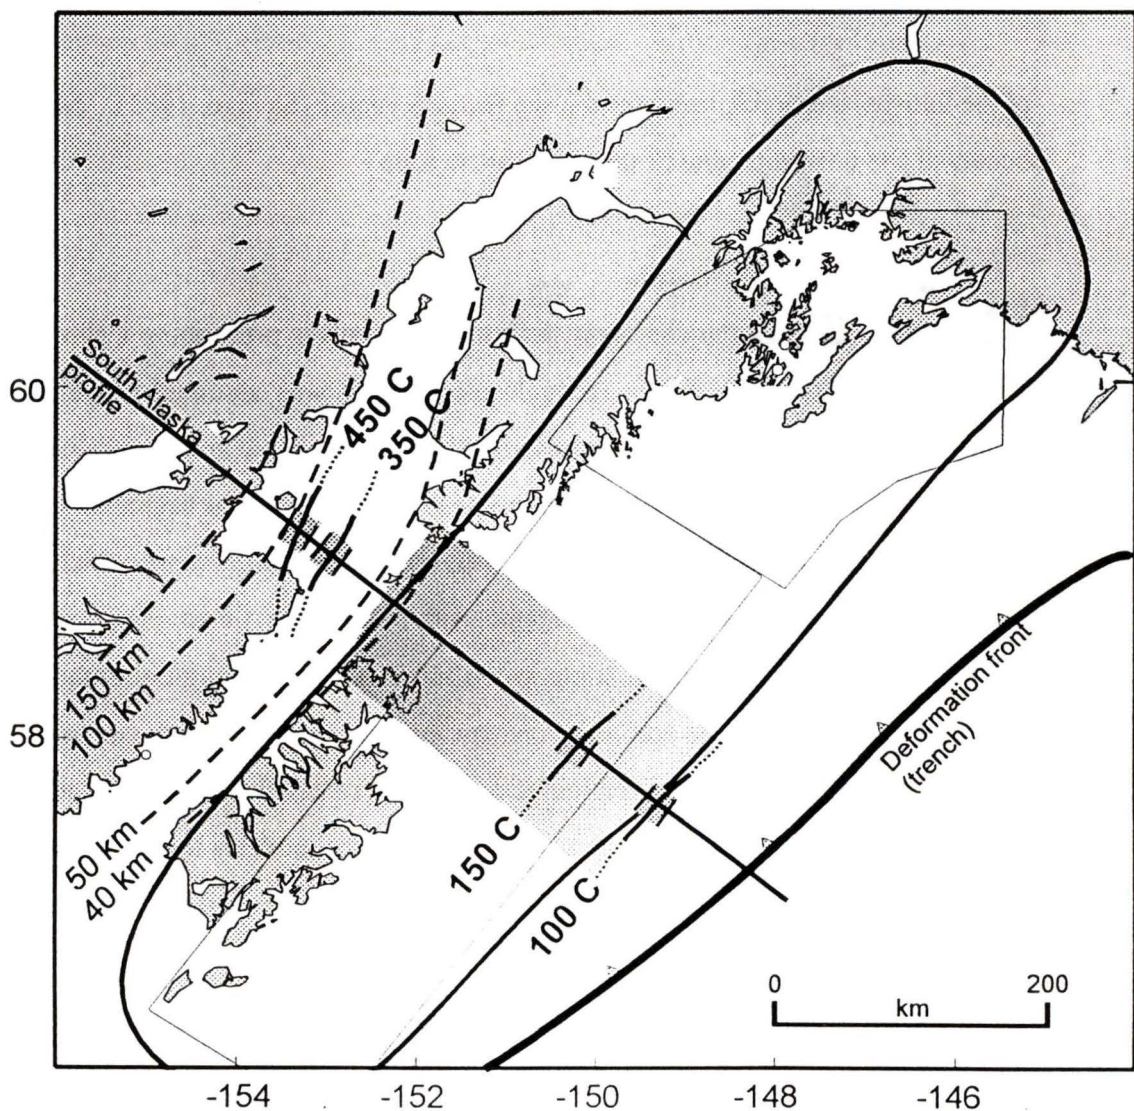 60
58
South Alaska
profile
450 C
350 C
150 km
100 km
50 km
40 km
150 C
100 C
Deformation front
(trench)
0
200
km
-154
-152
-150
-148
-146